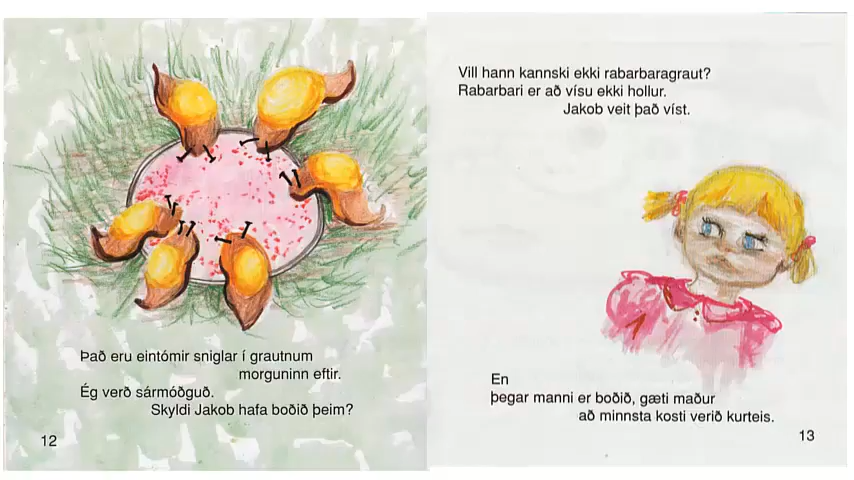 Það eru eintómir sniglar í grautnum
morguninn eftir.
Ég verð sármóðguð.
Skyldi Jakob hafa boðið þeim?
12
Vill hann kannski ekki rabarbaragraut?
Rabarbari er að vísu ekki hollur.
Jakob veit það víst.
En
þegar manni er boðið, gæti maður
að minnsta kosti verið kurteis.
13